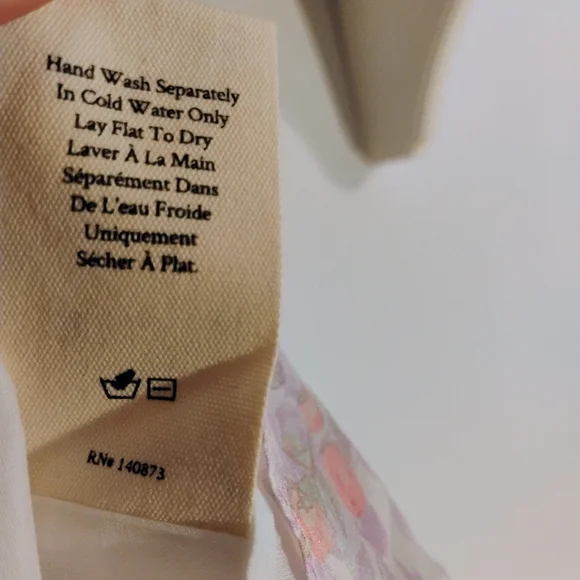 Hand Wash Separately
In Cold Water Only
Lay Flat To Dry
Laver À La Main
Séparément Dans
De L'eau Froide
Uniquement
Sécher À Plat.
RN# 140873